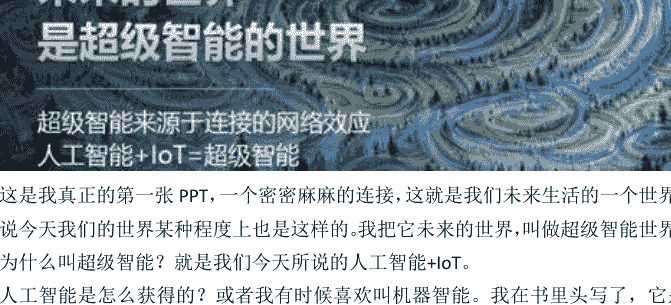 是超级智能的世界
超级智能来源于连接的网络效应
人工智能+IoT=超级智能
这是我真正的第一张 PPT，一个密密麻麻的连接，这就是我们未来生活的一个世界
说今天我们的世界某种程度上也是这样的。我把它未来的世界，叫做超级智能世界
为什么叫超级智能？就是我们今天所说的人工智能+IoT。
人工智能是怎么获得的？或者我有时候喜欢叫机器智能。我在书里头写了，它